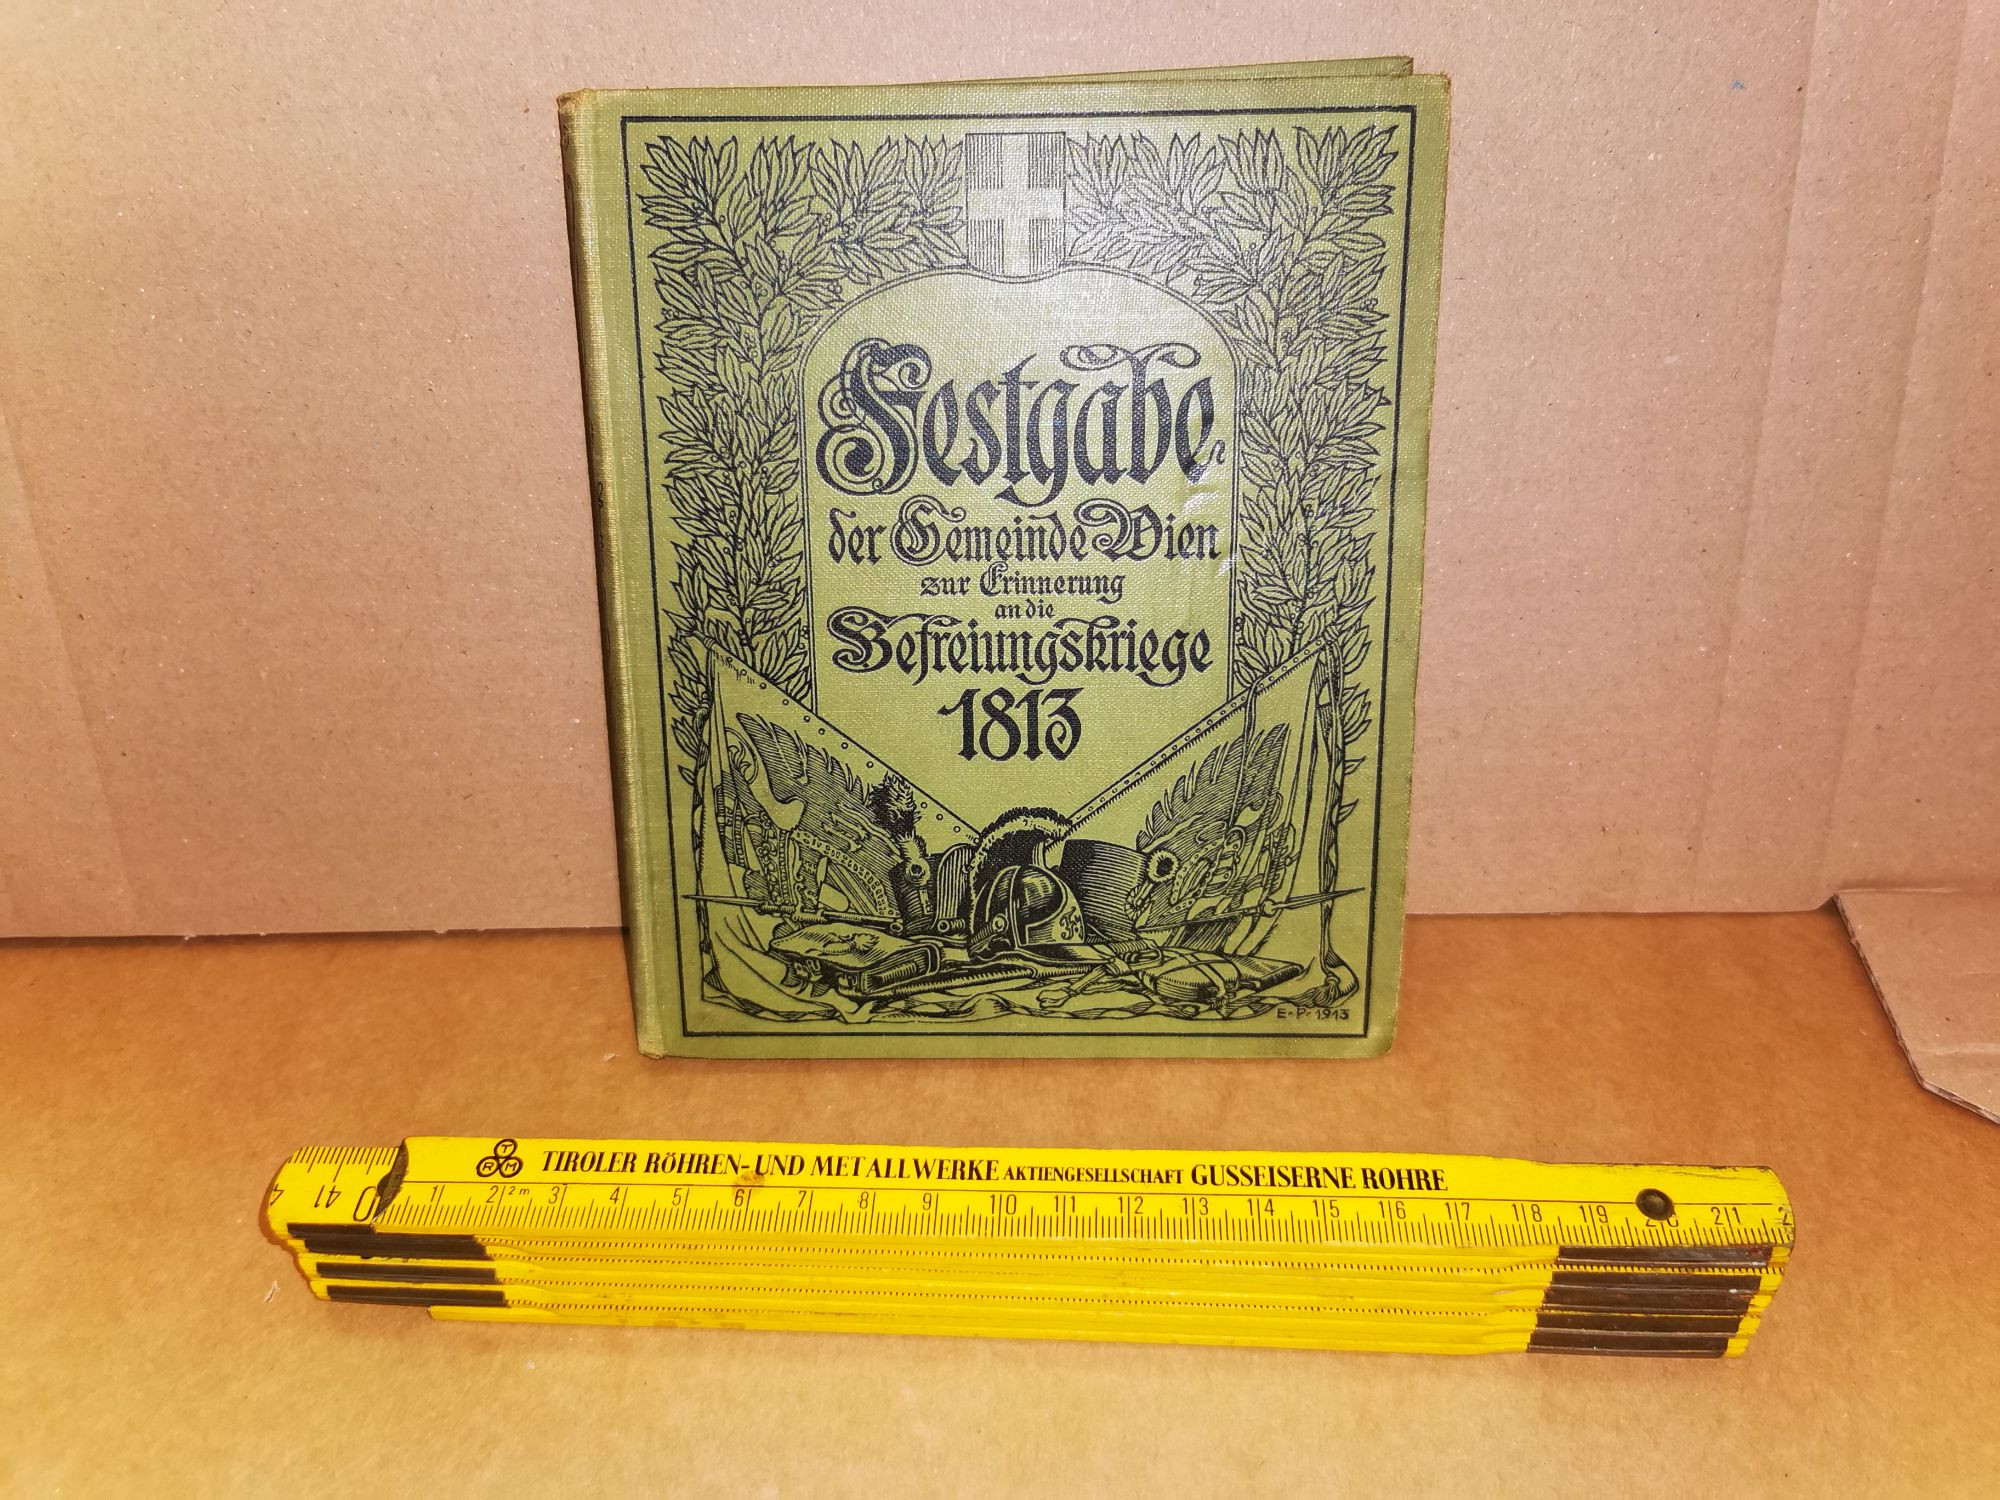 Festgabe
der Gemeinde Wien
zur Erinnerung
an die
Befreiungskriege
1813
E.P. 1913
TRM TIROLER RÖHREN- UND METALLWERKE AKTIENGESELLSCHAFT GUSSEISERNE ROHRE
41 0 1 2 2m 3 4 5 6 7 8 9 10 11 12 13 14 15 16 17 18 19 20 21